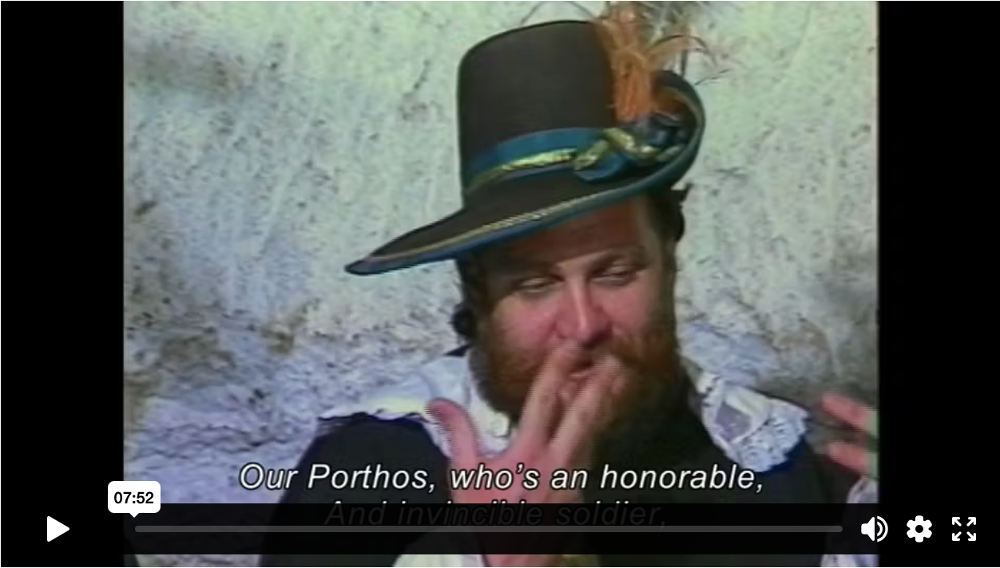 Our Porthos, who's an honorable,
And invincible soldier,
07:52